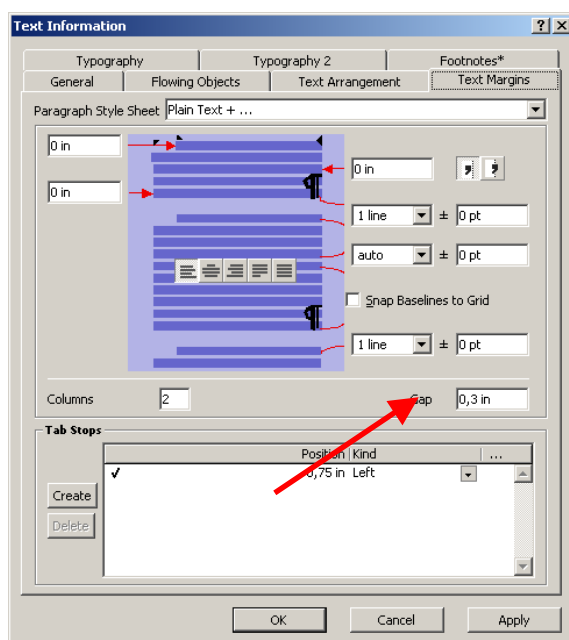 Text Information
Typography Typography 2 Footnotes*
General Flowing Objects Text Arrangement Text Margins
Paragraph Style Sheet Plain Text + ...
0 in
0 in
0 in
1 line ± 0 pt
auto ± 0 pt
Snap Baselines to Grid
1 line ± 0 pt
Columns 2 Gap 0,3 in
Tab Stops
Position Kind ...
0,75 in Left
Create
Delete
OK Cancel Apply